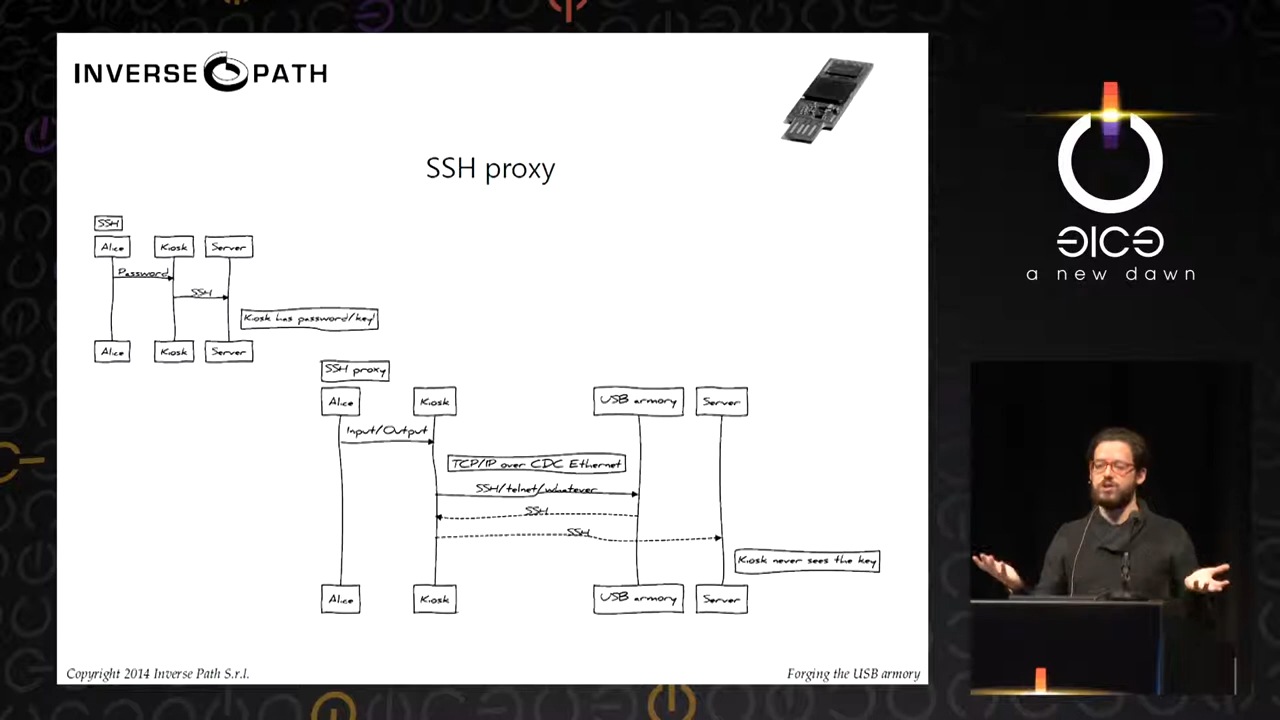 INVERSE PATH
SSH proxy
SSH
Alice Kiosk Server
Password
SSH
Kiosk has password/key!
Alice Kiosk Server
SSH proxy
Alice Kiosk USB armory Server
Input/Output
TCP/IP over CDC Ethernet
SSH/telnet/whatever
SSH
SSH
Kiosk never sees the key
Alice Kiosk USB armory Server
Copyright 2014 Inverse Path S.r.l.
Forging the USB armory
a new dawn